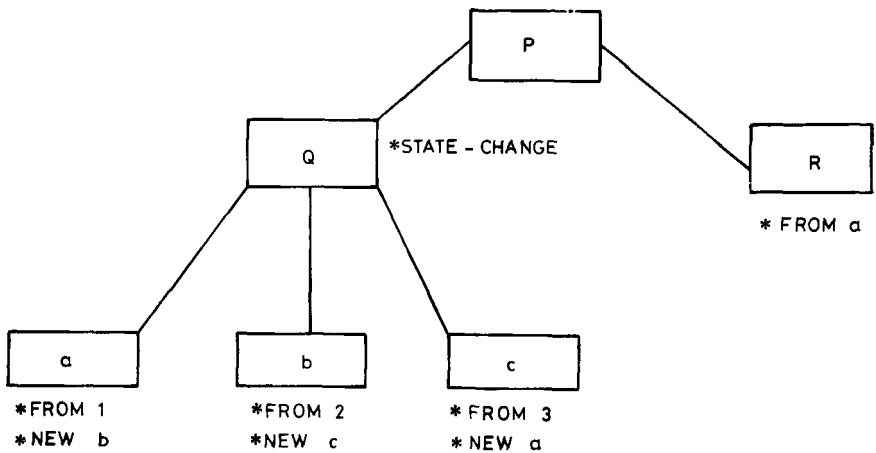 P
Q
*STATE - CHANGE
R
* FROM a
a
b
c
*FROM 1
*FROM 2
* FROM 3
*NEW b
*NEW c
* NEW a